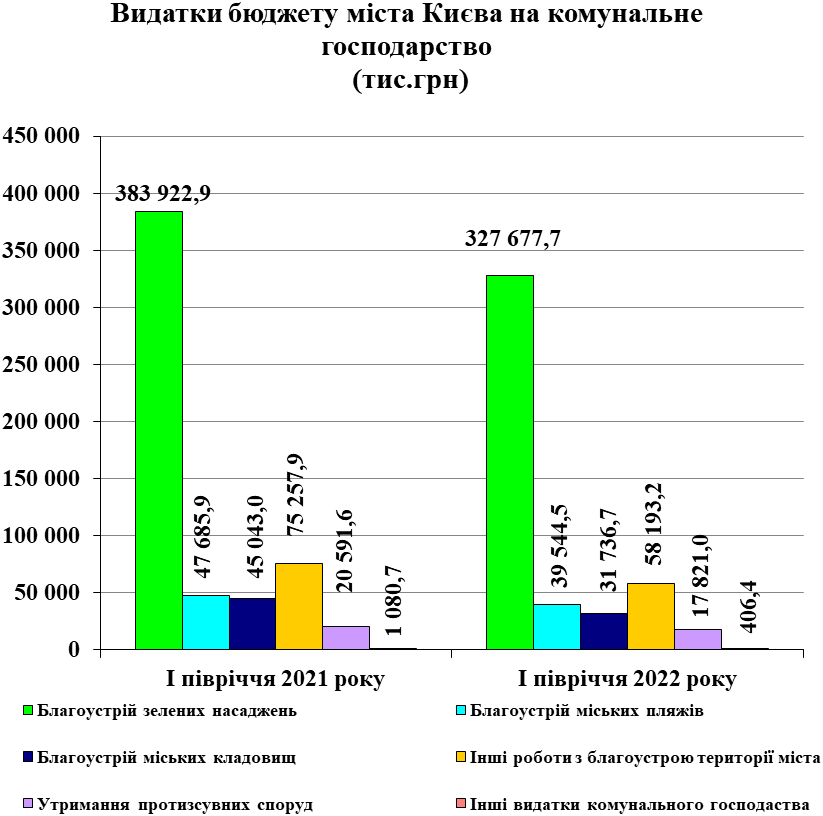 Видатки бюджету міста Києва на комунальне
господарство
(тис.грн)
450 000
400 000
350 000
300 000
250 000
200 000
150 000
100 000
50 000
0
383 922,9
47 685,9
45 043,0
75 257,9
20 591,6
1 080,7
327 677,7
39 544,5
31 736,7
58 193,2
17 821,0
406,4
І півріччя 2021 року
І півріччя 2022 року
Благоустрій зелених насаджень
Благоустрій міських пляжів
Благоустрій міських кладовищ
Інші роботи з благоустрою території міста
Утримання протизсувних споруд
Інші видатки комунального господаства